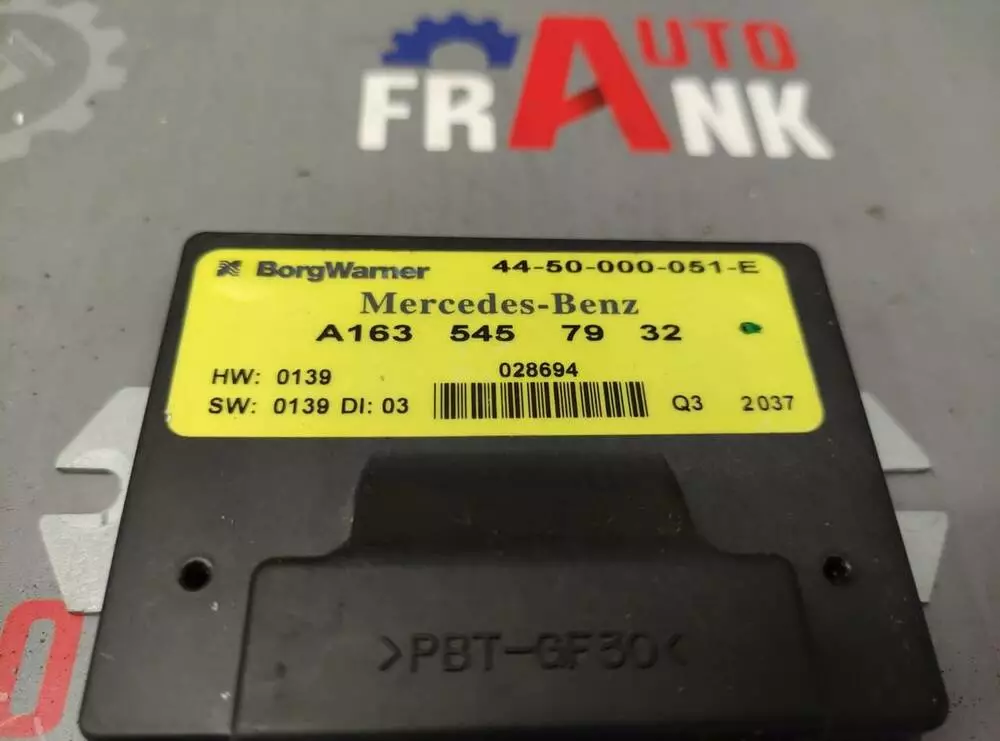 AUTO
FRANK
BorgWarner 44-50-000-051-E
Mercedes-Benz
A163 545 79 32
HW: 0139 028694
SW: 0139 DI: 03 Q3 2037
>PBT-GF30<